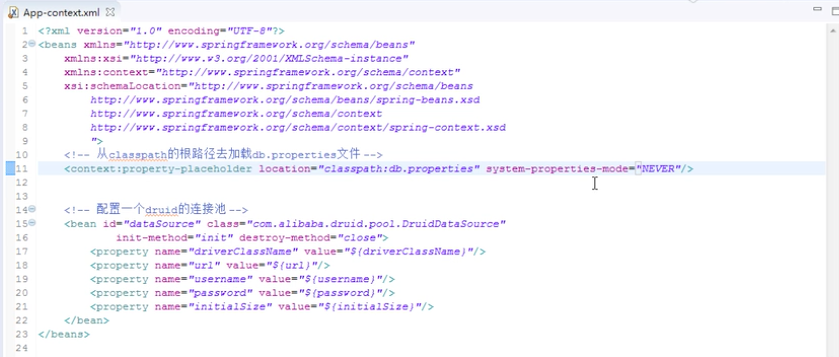 App-context.xml
1 <?xml version="1.0" encoding="UTF-8"?>
2 <beans xmlns="http://www.springframework.org/schema/beans"
3 xmlns:xsi="http://www.w3.org/2001/XMLSchema-instance"
4 xmlns:context="http://www.springframework.org/schema/context"
5 xsi:schemaLocation="http://www.springframework.org/schema/beans
6 http://www.springframework.org/schema/beans/spring-beans.xsd
7 http://www.springframework.org/schema/context
8 http://www.springframework.org/schema/context/spring-context.xsd
9 ">
10 <!-- 从classpath的根路径去加载db.properties文件 -->
11 <context:property-placeholder location="classpath:db.properties" system-properties-mode="NEVER"/>
12
13
14 <!-- 配置一个druid的连接池 -->
15 <bean id="dataSource" class="com.alibaba.druid.pool.DruidDataSource"
16 init-method="init" destroy-method="close">
17 <property name="driverClassName" value="${driverClassName}"/>
18 <property name="url" value="${url}"/>
19 <property name="username" value="${username}"/>
20 <property name="password" value="${password}"/>
21 <property name="initialSize" value="${initialSize}"/>
22 </bean>
23 </beans>
24